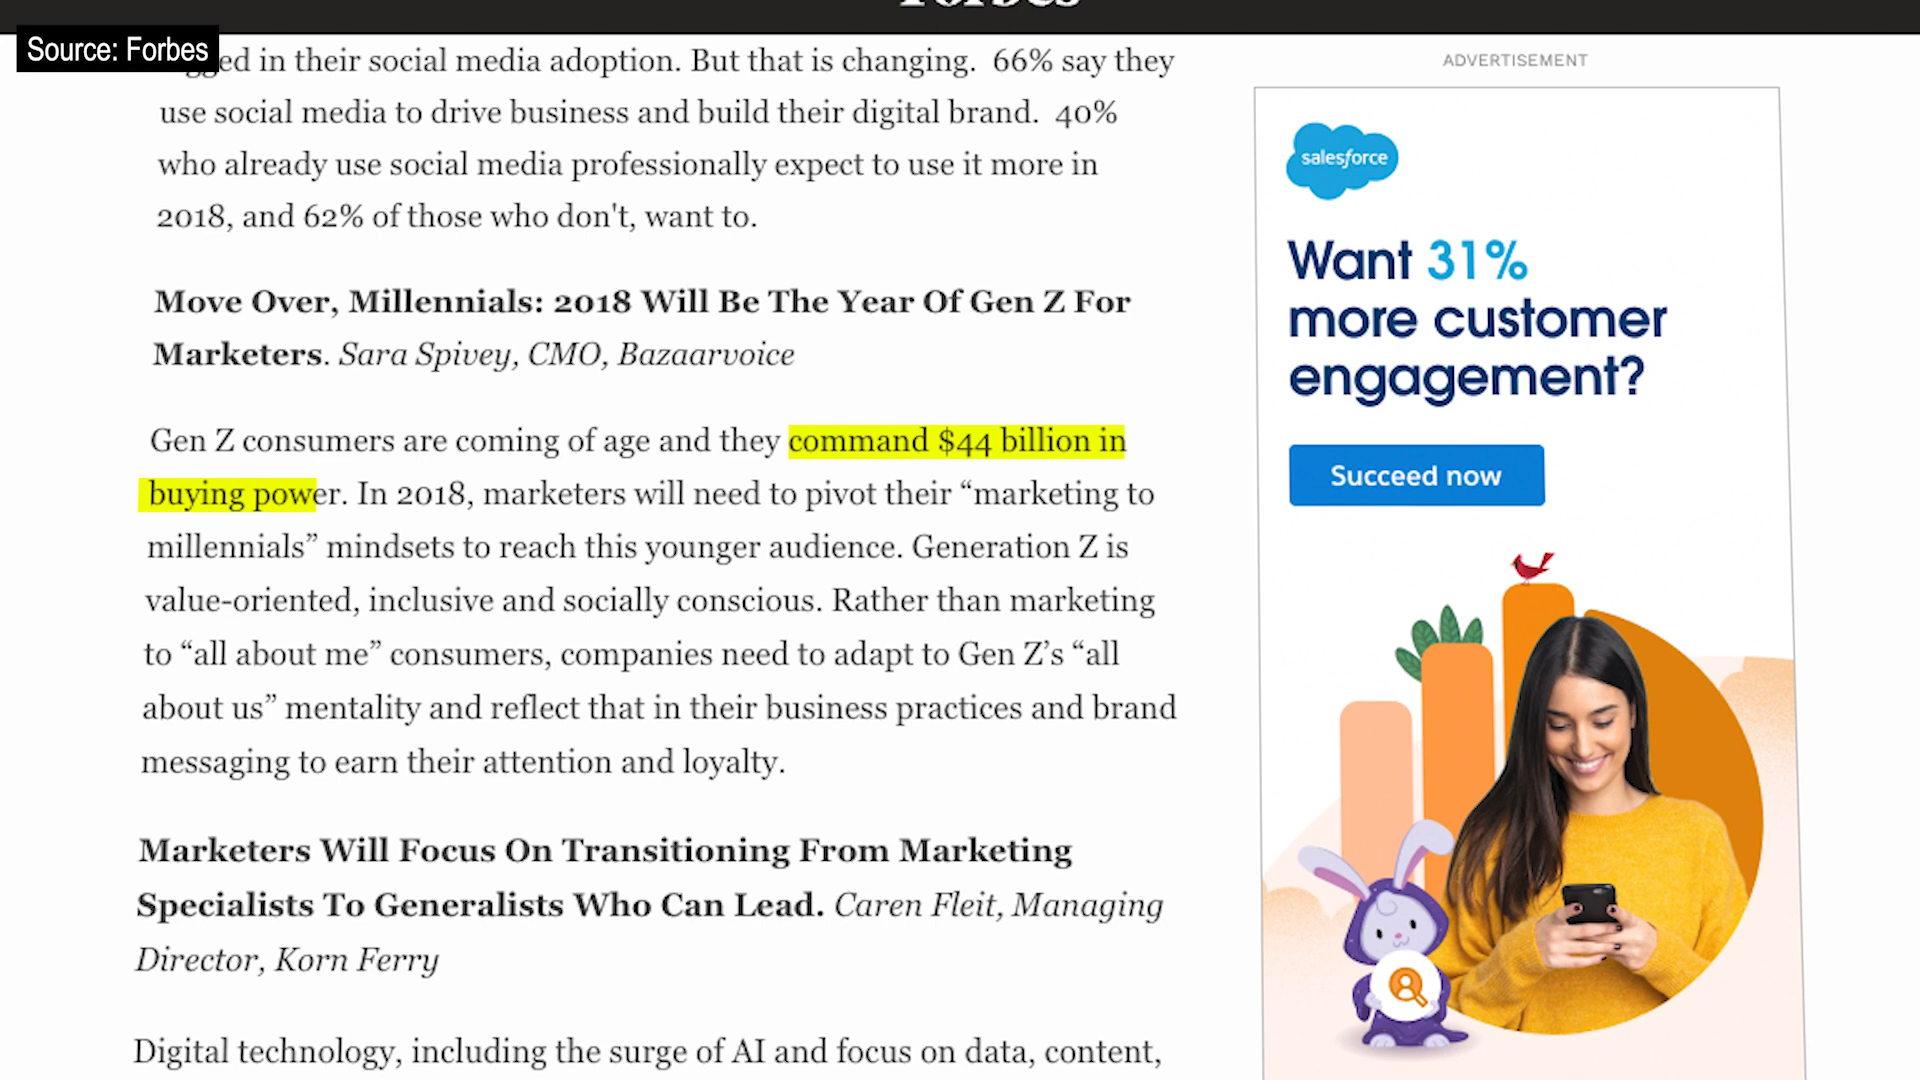 Forbes
Source: Forbes
in their social media adoption. But that is changing. 66% say they
use social media to drive business and build their digital brand. 40%
who already use social media professionally expect to use it more in
2018, and 62% of those who don't, want to.
Move Over, Millennials: 2018 Will Be The Year Of Gen Z For
Marketers. Sara Spivey, CMO, Bazaarvoice
Gen Z consumers are coming of age and they command $44 billion in
buying power. In 2018, marketers will need to pivot their “marketing to
millennials” mindsets to reach this younger audience. Generation Z is
value-oriented, inclusive and socially conscious. Rather than marketing
to “all about me” consumers, companies need to adapt to Gen Z’s “all
about us” mentality and reflect that in their business practices and brand
messaging to earn their attention and loyalty.
Marketers Will Focus On Transitioning From Marketing
Specialists To Generalists Who Can Lead. Caren Fleit, Managing
Director, Korn Ferry
Digital technology, including the surge of AI and focus on data, content,
ADVERTISEMENT
salesforce
Want 31%
more customer
engagement?
Succeed now